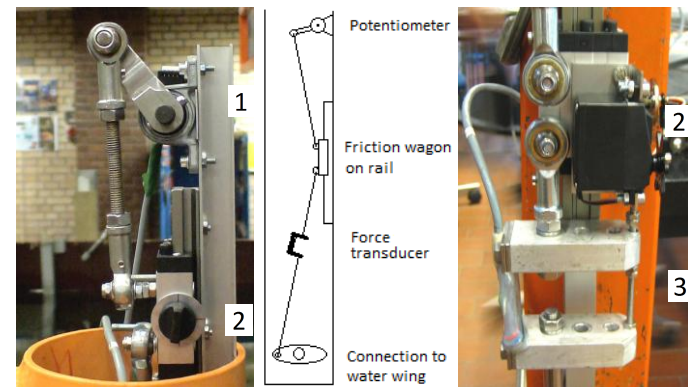 1
2
Potentiometer
Friction wagon
on rail
Force
transducer
Connection to
water wing
2
3